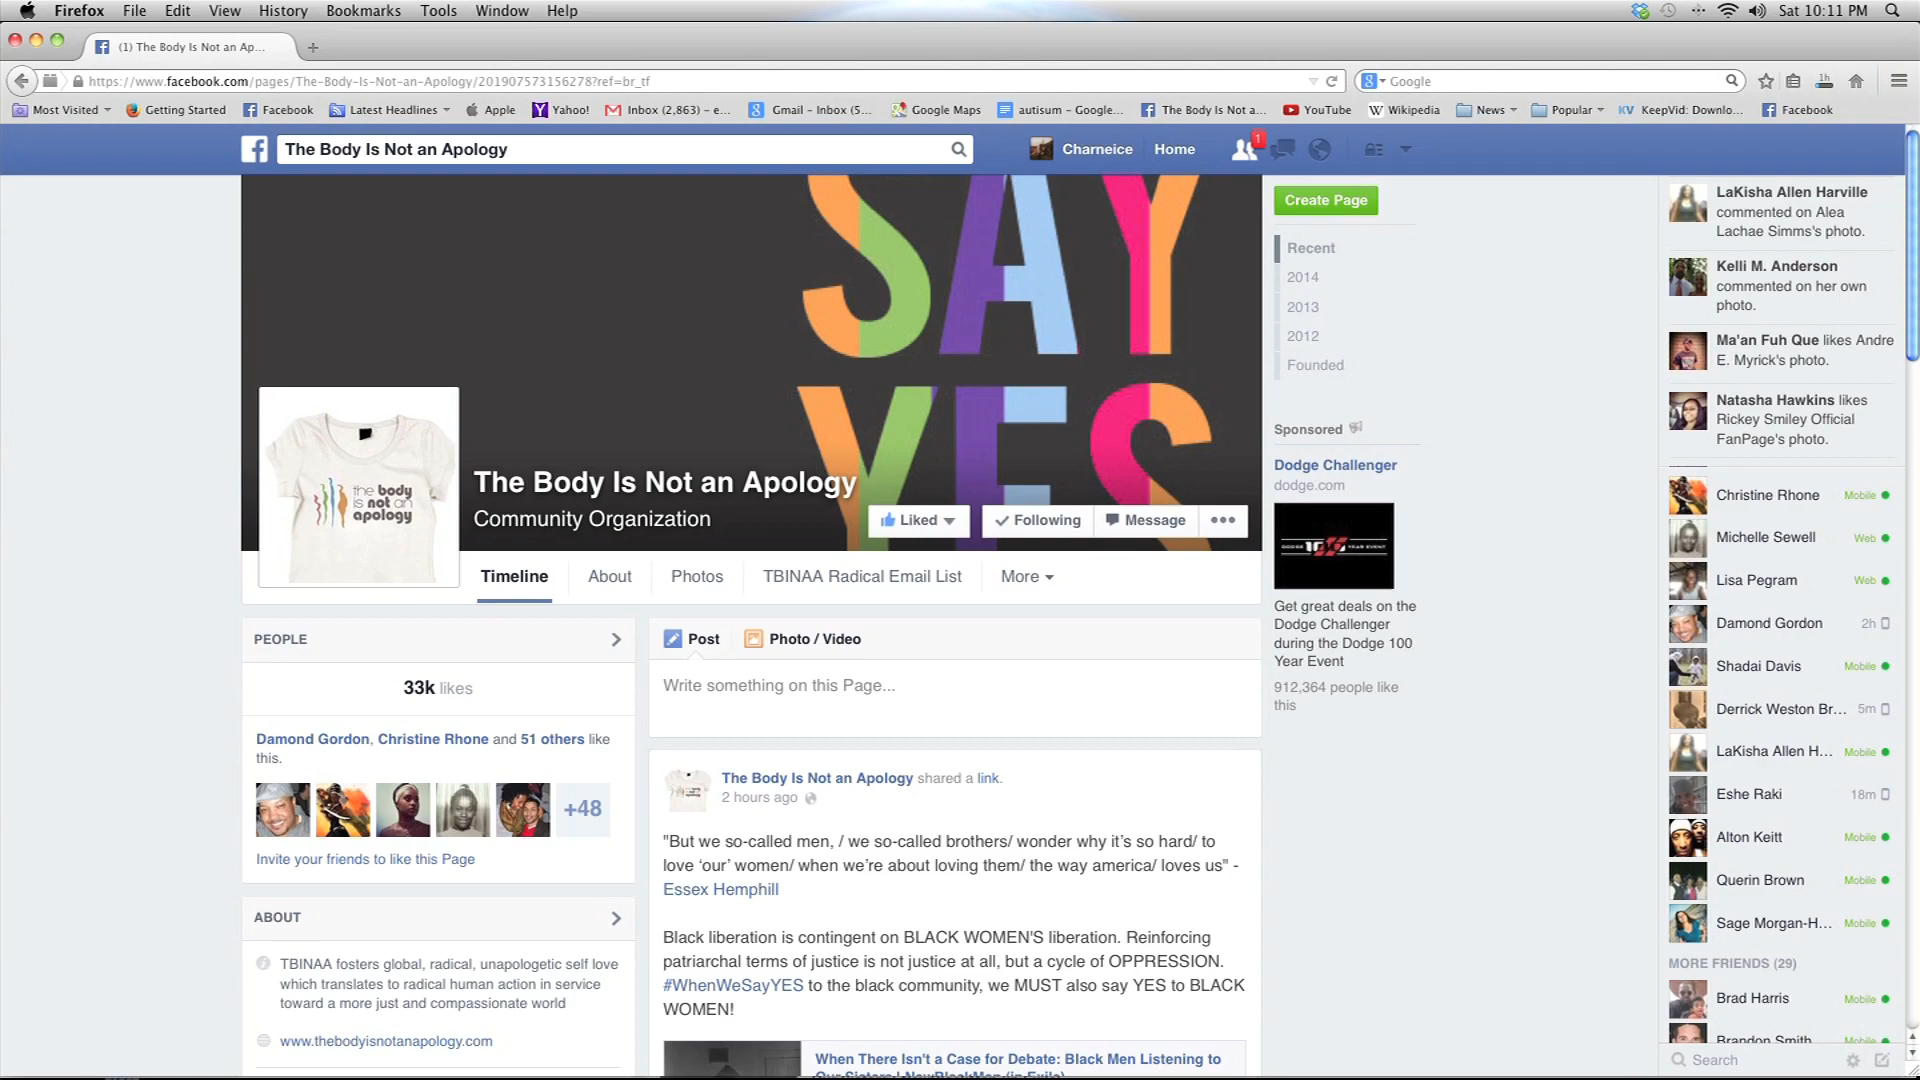 Firefox File Edit View History Bookmarks Tools Window Help
Sat 10:11 PM
(1) The Body Is Not an Ap...
https://www.facebook.com/pages/The-Body-Is-Not-an-Apology/201907573156278?ref=br_tf
Google
1h
Most Visited Getting Started Facebook Latest Headlines Apple Yahoo! Inbox (2,863) – e... Gmail – Inbox (5... Google Maps autisum – Google... The Body Is Not a... YouTube Wikipedia News Popular KeepVid: Downlo... Facebook
The Body Is Not an Apology
Charneice Home 1
SAY
YES
the body
is not an
apology
The Body Is Not an Apology
Community Organization
Liked Following Message
Timeline About Photos TBINAA Radical Email List More
PEOPLE
33k likes
Damond Gordon, Christine Rhone and 51 others like
this.
+48
Invite your friends to like this Page
ABOUT
TBINAA fosters global, radical, unapologetic self love
which translates to radical human action in service
toward a more just and compassionate world
www.thebodyisnotanapology.com
Post Photo / Video
Write something on this Page...
The Body Is Not an Apology shared a link.
2 hours ago
"But we so-called men, / we so-called brothers/ wonder why it's so hard/ to
love ‘our’ women/ when we're about loving them/ the way america/ loves us" -
Essex Hemphill
Black liberation is contingent on BLACK WOMEN'S liberation. Reinforcing
patriarchal terms of justice is not justice at all, but a cycle of OPPRESSION.
#WhenWeSayYES to the black community, we MUST also say YES to BLACK
WOMEN!
When There Isn't a Case for Debate: Black Men Listening to
Our Sisters | NewBlackMan (in Exile)
Create Page
Recent
2014
2013
2012
Founded
Sponsored
Dodge Challenger
dodge.com
DODGE 100 YEAR EVENT
Get great deals on the
Dodge Challenger
during the Dodge 100
Year Event
912,364 people like
this
LaKisha Allen Harville
commented on Alea
Lachae Simms's photo.
Kelli M. Anderson
commented on her own
photo.
Ma'an Fuh Que likes Andre
E. Myrick's photo.
Natasha Hawkins likes
Rickey Smiley Official
FanPage's photo.
Christine Rhone Mobile
Michelle Sewell Web
Lisa Pegram Web
Damond Gordon 2h
Shadai Davis Mobile
Derrick Weston Br... 5m
LaKisha Allen H... Mobile
Eshe Raki 18m
Alton Keitt Mobile
Querin Brown Mobile
Sage Morgan-H... Mobile
MORE FRIENDS (29)
Brad Harris Mobile
Brandon Smith Mobile
Search